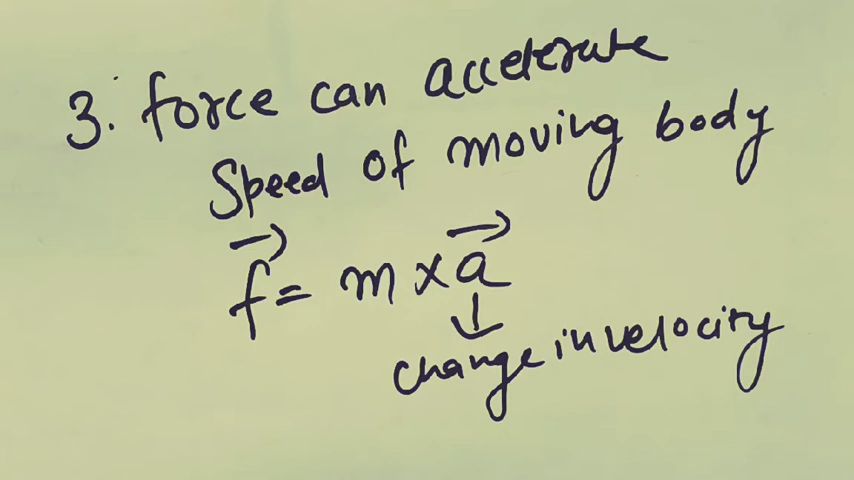 3. force can accelerate
Speed of moving body
f = m × a
change in velocity